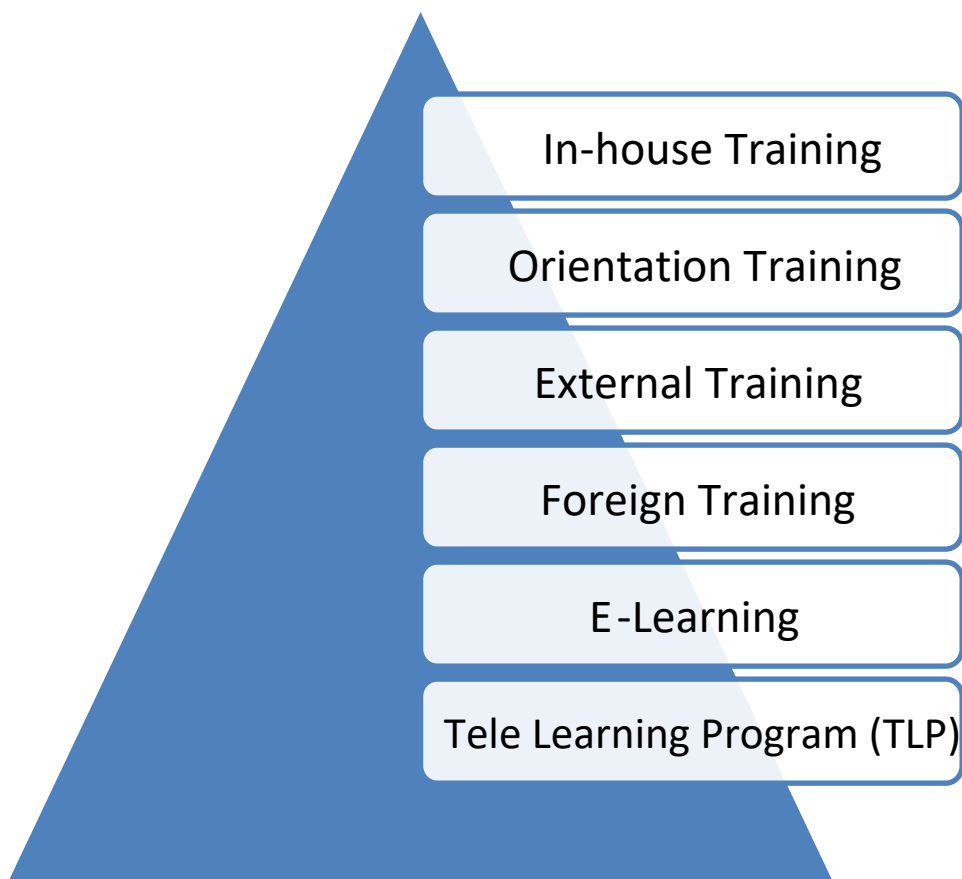 In-house Training
Orientation Training
External Training
Foreign Training
E-Learning
Tele Learning Program (TLP)